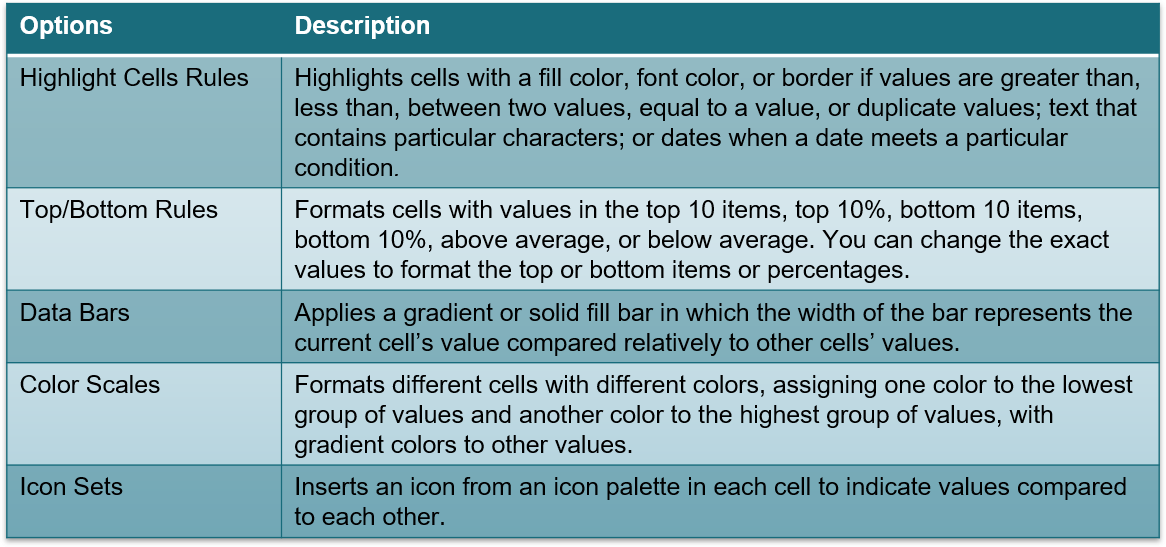 Options Description
Highlight Cells Rules Highlights cells with a fill color, font color, or border if values are greater than,
less than, between two values, equal to a value, or duplicate values; text that
contains particular characters; or dates when a date meets a particular
condition.
Top/Bottom Rules Formats cells with values in the top 10 items, top 10%, bottom 10 items,
bottom 10%, above average, or below average. You can change the exact
values to format the top or bottom items or percentages.
Data Bars Applies a gradient or solid fill bar in which the width of the bar represents the
current cell’s value compared relatively to other cells’ values.
Color Scales Formats different cells with different colors, assigning one color to the lowest
group of values and another color to the highest group of values, with
gradient colors to other values.
Icon Sets Inserts an icon from an icon palette in each cell to indicate values compared
to each other.